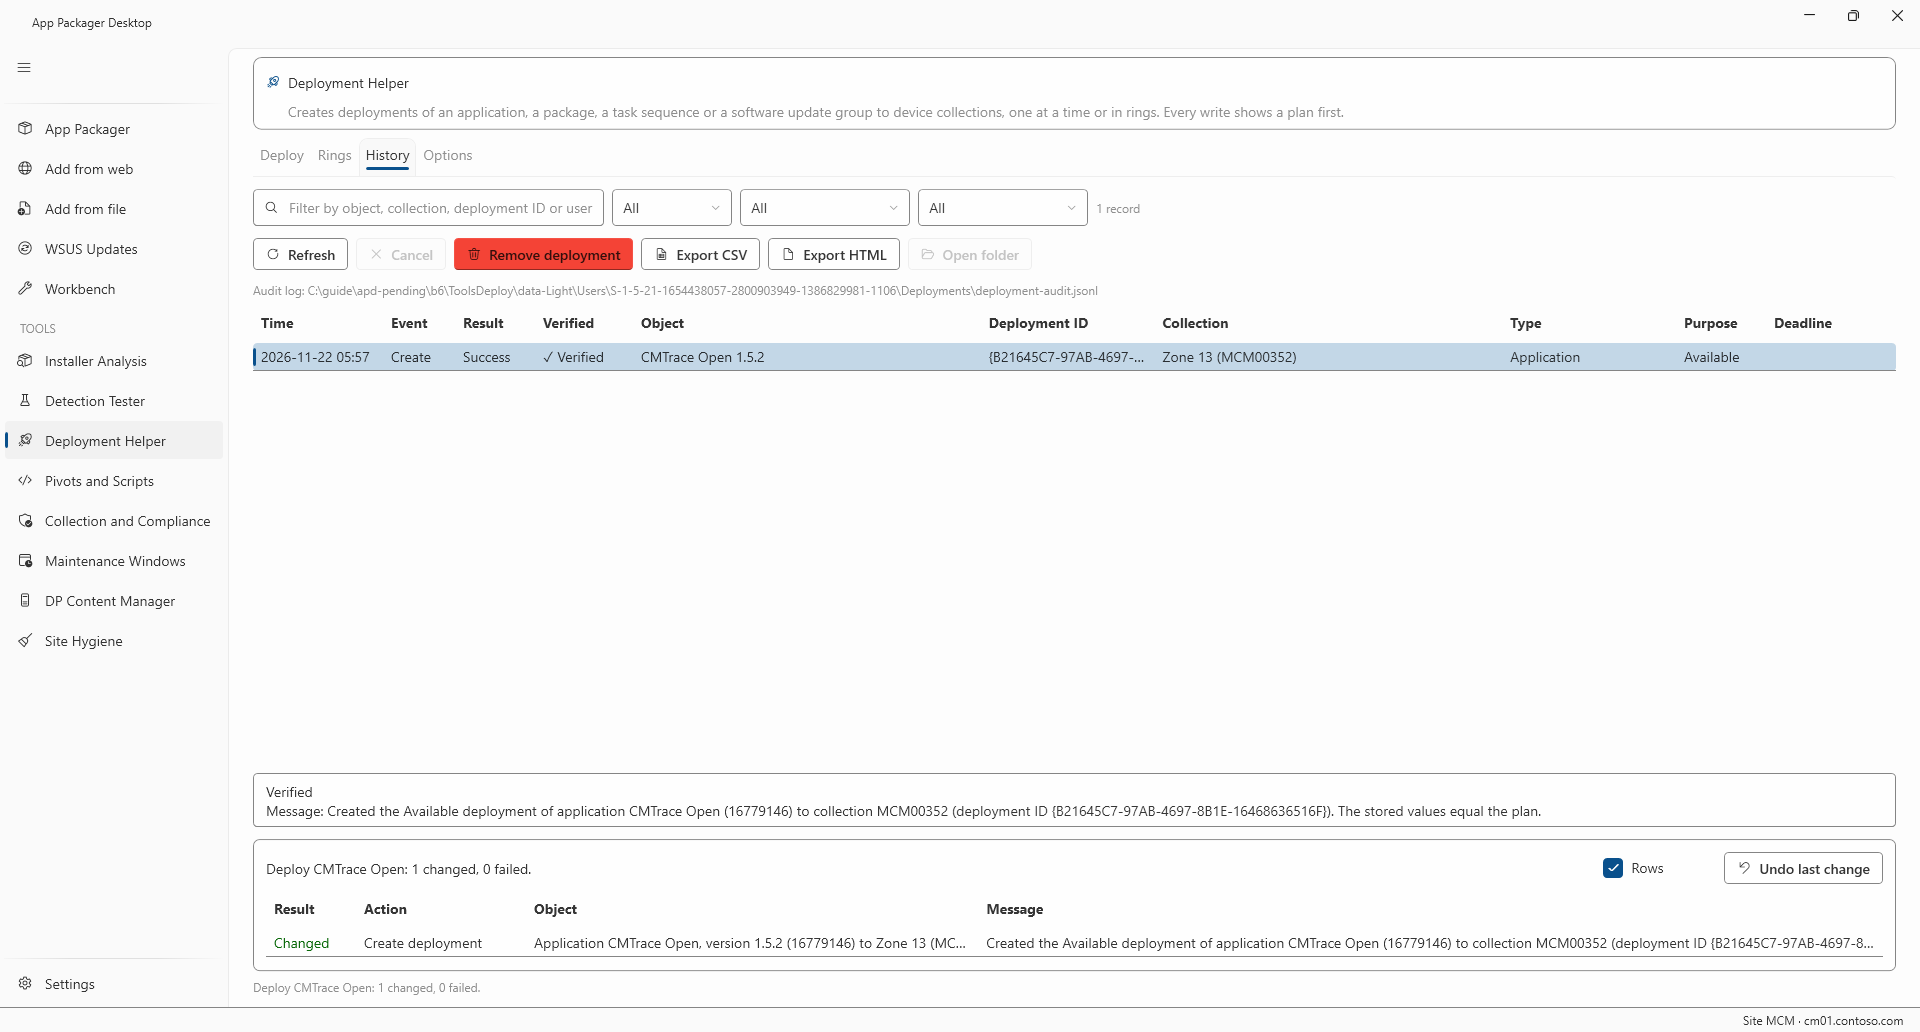 App Packager Desktop
Deployment Helper
Creates deployments of an application, a package, a task sequence or a software update group to device collections, one at a time or in rings. Every write shows a plan first.
App Packager
Add from web
Add from file
WSUS Updates
Workbench
TOOLS
Installer Analysis
Detection Tester
Deployment Helper
Pivots and Scripts
Collection and Compliance
Maintenance Windows
DP Content Manager
Site Hygiene
Settings
Deploy Rings History Options
Filter by object, collection, deployment ID or user All All All 1 record
Refresh Cancel Remove deployment Export CSV Export HTML Open folder
Audit log: C:\guide\apd-pending\b6\ToolsDeploy\data-Light\Users\S-1-5-21-1654438057-2800903949-1386829981-1106\Deployments\deployment-audit.jsonl
Time Event Result Verified Object Deployment ID Collection Type Purpose Deadline
2026-11-22 05:57 Create Success ✓ Verified CMTrace Open 1.5.2 {B21645C7-97AB-4697-... Zone 13 (MCM00352) Application Available
Verified
Message: Created the Available deployment of application CMTrace Open (16779146) to collection MCM00352 (deployment ID {B21645C7-97AB-4697-8B1E-16468636516F}). The stored values equal the plan.
Deploy CMTrace Open: 1 changed, 0 failed. Rows Undo last change
Result Action Object Message
Changed Create deployment Application CMTrace Open, version 1.5.2 (16779146) to Zone 13 (MC... Created the Available deployment of application CMTrace Open (16779146) to collection MCM00352 (deployment ID {B21645C7-97AB-4697-8...
Deploy CMTrace Open: 1 changed, 0 failed.
Site MCM · cm01.contoso.com